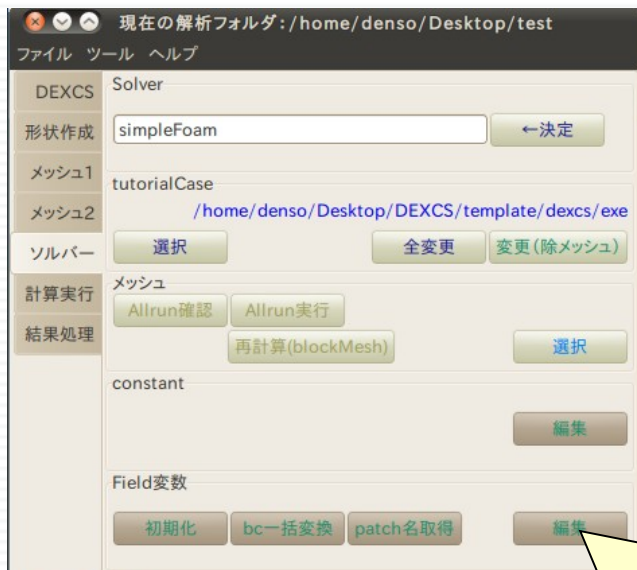 現在の解析フォルダ:/home/denso/Desktop/test
ファイル ツール ヘルプ
DEXCS
形状作成
メッシュ1
メッシュ2
ソルバー
計算実行
結果処理
Solver
simpleFoam ←決定
tutorialCase
/home/denso/Desktop/DEXCS/template/dexcs/exe
選択 全変更 変更(除メッシュ)
メッシュ
Allrun確認 Allrun実行
再計算(blockMesh) 選択
constant
編集
Field変数
初期化 bc一括変換 patch名取得 編集